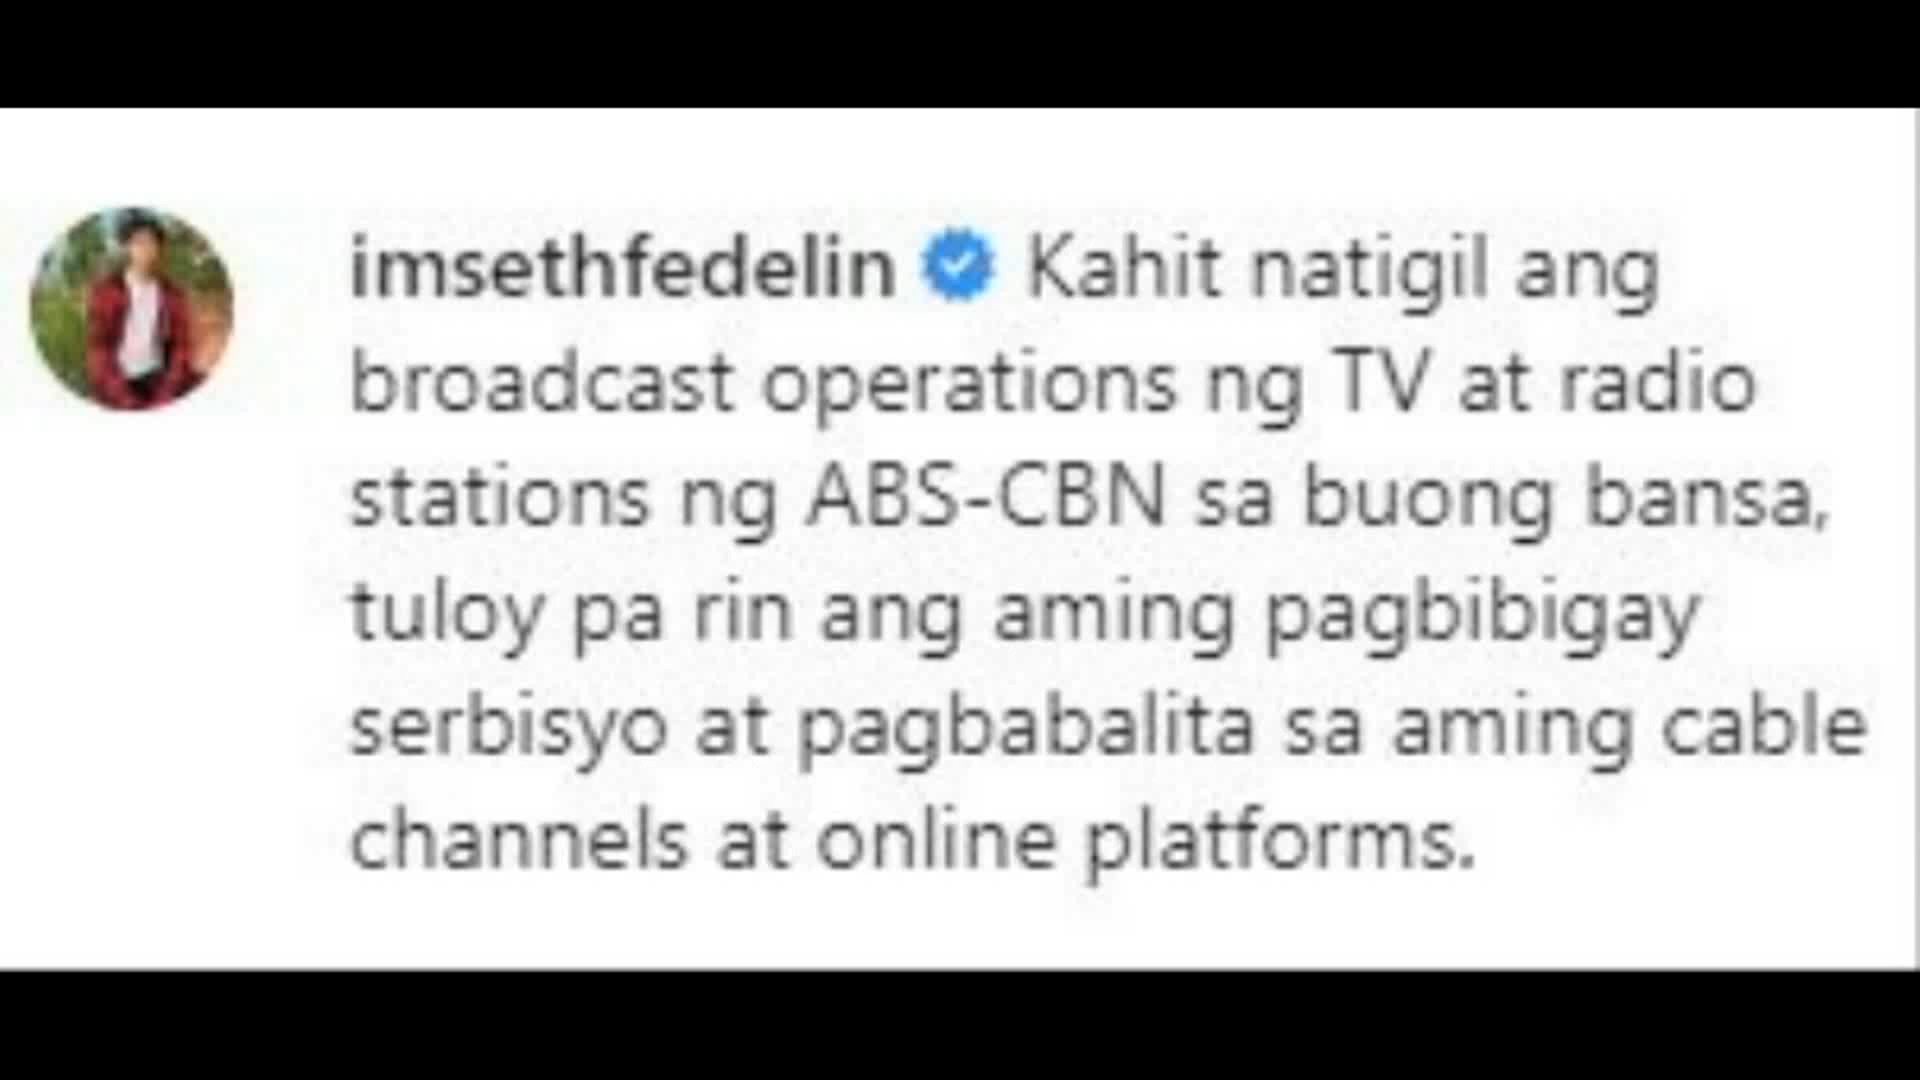 imsethfedelin Kahit natigil ang
broadcast operations ng TV at radio
stations ng ABS-CBN sa buong bansa,
tuloy pa rin ang aming pagbibigay
serbisyo at pagbabalita sa aming cable
channels at online platforms.